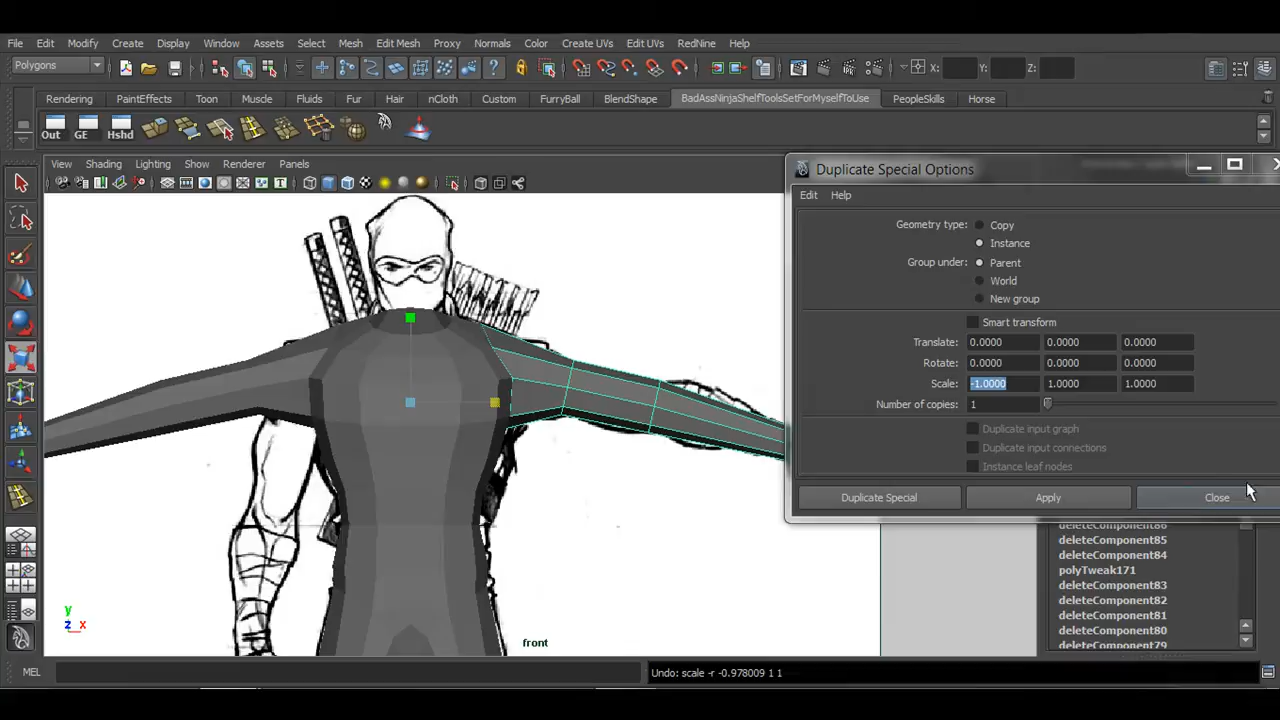 File Edit Modify Create Display Window Assets Select Mesh Edit Mesh Proxy Normals Color Create UVs Edit UVs RedNine Help
Polygons X: Y: Z:
Rendering PaintEffects Toon Muscle Fluids Fur Hair nCloth Custom FurryBall BlendShape BadAssNinjaShelfToolsSetForMyselfToUse PeopleSkills Horse
Out GE Hshd
View Shading Lighting Show Renderer Panels
Duplicate Special Options
Edit Help
Geometry type: Copy
Instance
Group under: Parent
World
New group
Smart transform
Translate: 0.0000 0.0000 0.0000
Rotate: 0.0000 0.0000 0.0000
Scale: -1.0000 1.0000 1.0000
Number of copies: 1
Duplicate input graph
Duplicate input connections
Instance leaf nodes
Duplicate Special Apply Close
deleteComponent86
deleteComponent85
deleteComponent84
polyTweak171
deleteComponent83
deleteComponent82
deleteComponent81
deleteComponent80
deleteComponent79
y
z x
front
MEL Undo: scale -r -0.978009 1 1